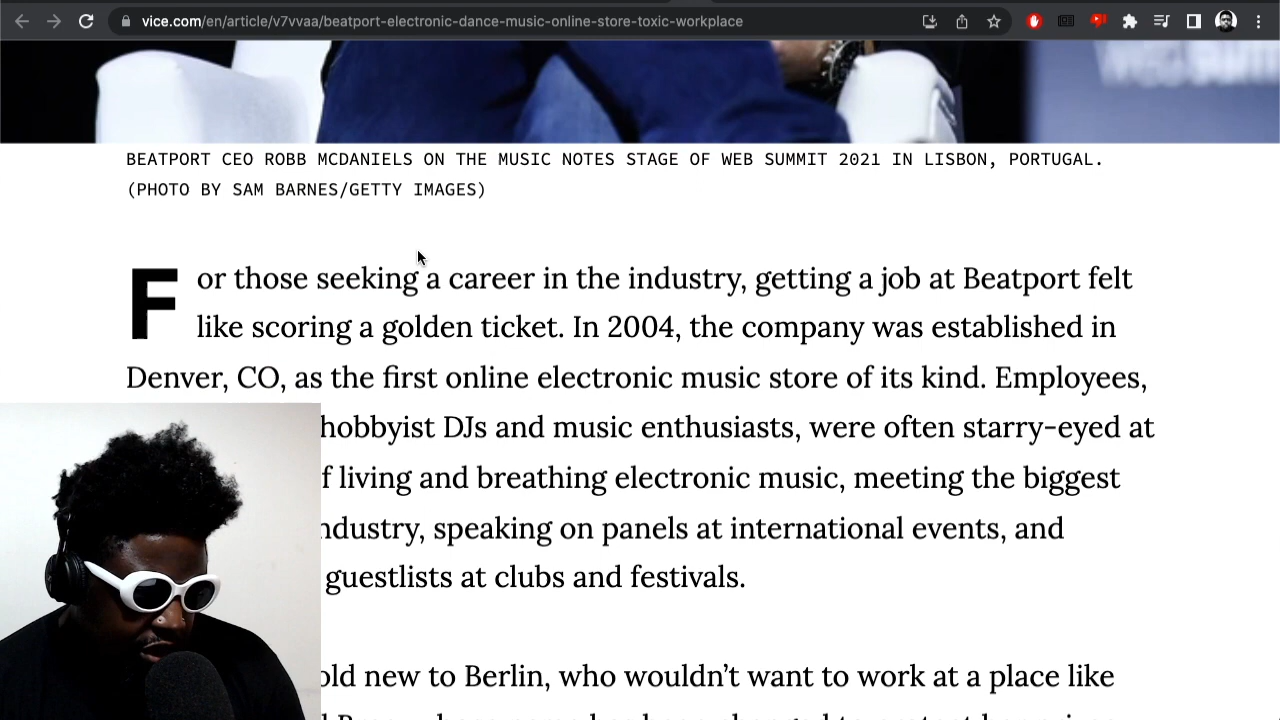 vice.com/en/article/v7vvaa/beatport-electronic-dance-music-online-store-toxic-workplace
BEATPORT CEO ROBB MCDANIELS ON THE MUSIC NOTES STAGE OF WEB SUMMIT 2021 IN LISBON, PORTUGAL.
(PHOTO BY SAM BARNES/GETTY IMAGES)
For those seeking a career in the industry, getting a job at Beatport felt
like scoring a golden ticket. In 2004, the company was established in
Denver, CO, as the first online electronic music store of its kind. Employees,
hobbyist DJs and music enthusiasts, were often starry-eyed at
f living and breathing electronic music, meeting the biggest
ndustry, speaking on panels at international events, and
guestlists at clubs and festivals.
old new to Berlin, who wouldn’t want to work at a place like